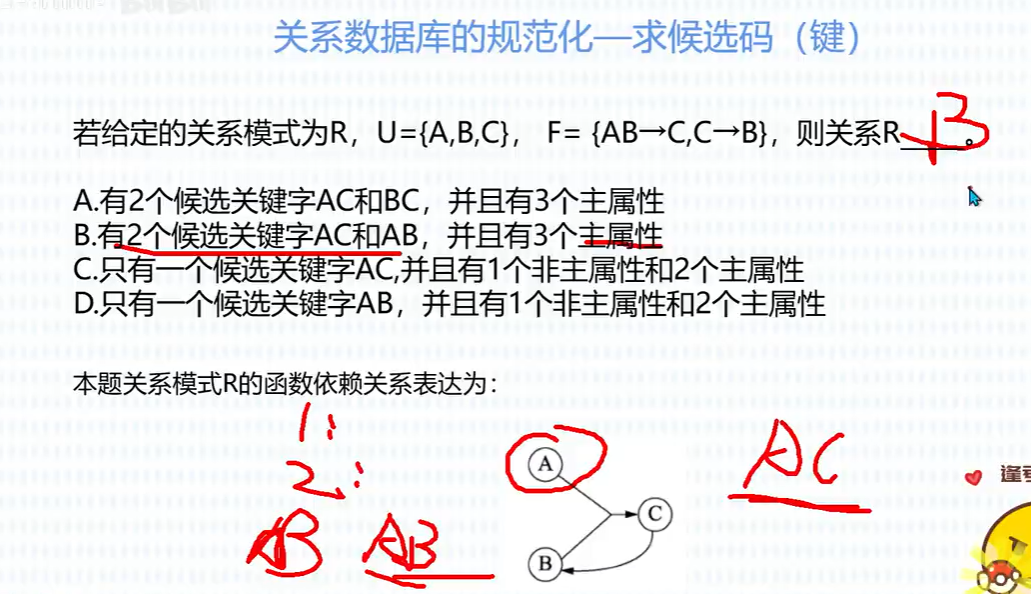 关系数据库的规范化—求候选码（键）
若给定的关系模式为R，U={A,B,C}，F= {AB→C,C→B}，则关系R_____。
B
A.有2个候选关键字AC和BC，并且有3个主属性
B.有2个候选关键字AC和AB，并且有3个主属性
C.只有一个候选关键字AC,并且有1个非主属性和2个主属性
D.只有一个候选关键字AB，并且有1个非主属性和2个主属性
本题关系模式R的函数依赖关系表达为：
1:
2:
AB AB
A
C
B
AC